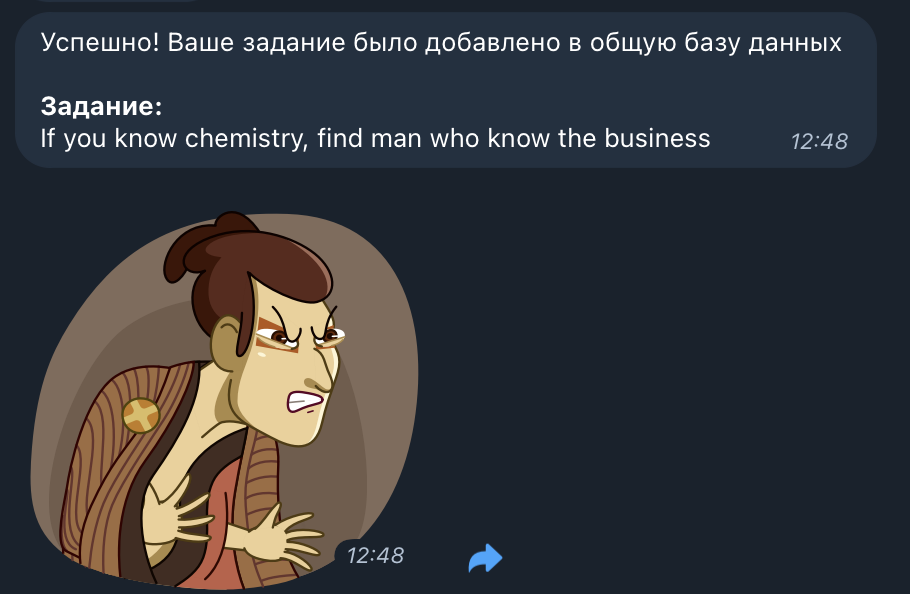 Успешно! Ваше задание было добавлено в общую базу данных
Задание:
If you know chemistry, find man who know the business
12:48
12:48